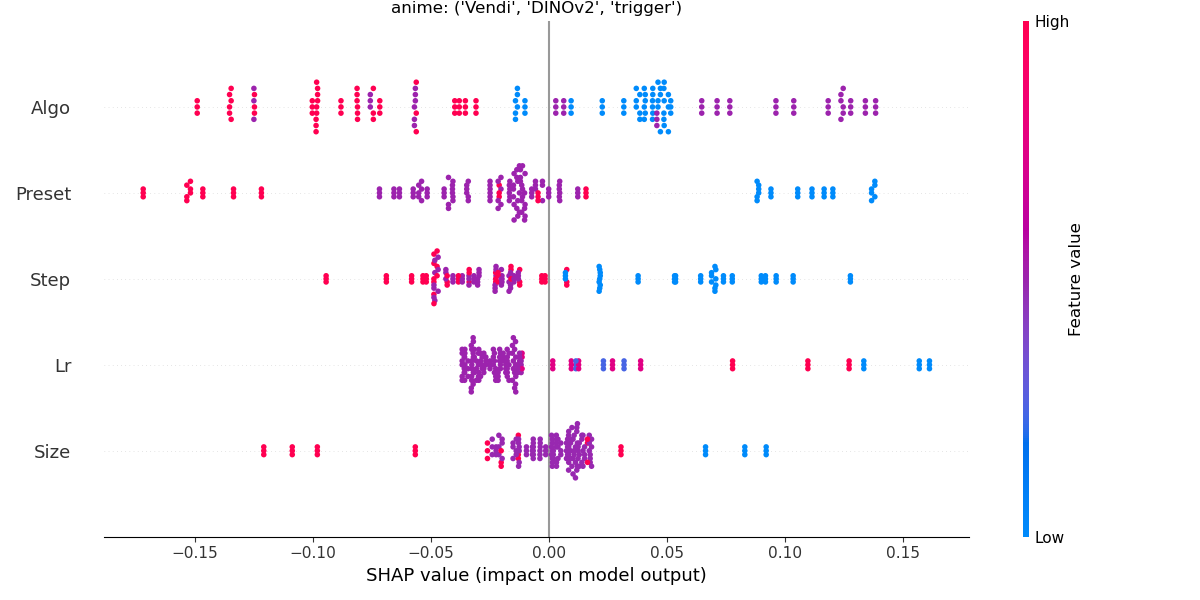 anime: ('Vendi', 'DINOv2', 'trigger')
High
Algo
Preset
Step
Lr
Size
Feature value
Low
−0.15 −0.10 −0.05 0.00 0.05 0.10 0.15
SHAP value (impact on model output)